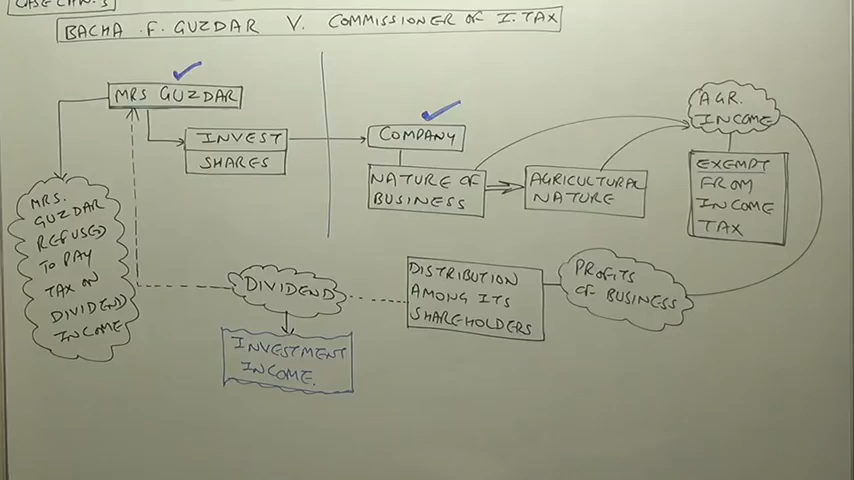 BACHA .F. GUZDAR V. COMMISSIONER OF I. TAX
MRS GUZDAR
INVEST
SHARES
COMPANY
NATURE OF
BUSINESS
AGRICULTURAL
NATURE
AGR.
INCOME
EXEMPT
FROM
INCOME
TAX
MRS.
GUZDAR
REFUSED
TO PAY
TAX ON
DIVIDEND
INCOME
DIVIDEND
INVESTMENT
INCOME.
DISTRIBUTION
AMONG ITS
SHAREHOLDERS
PROFITS
OF BUSINESS